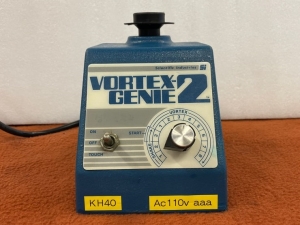 Scientific Industries SI
VORTEX-
GENIE 2
VORTEX
ON
START
OFF
TOUCH
KH40
Ac110v aaa